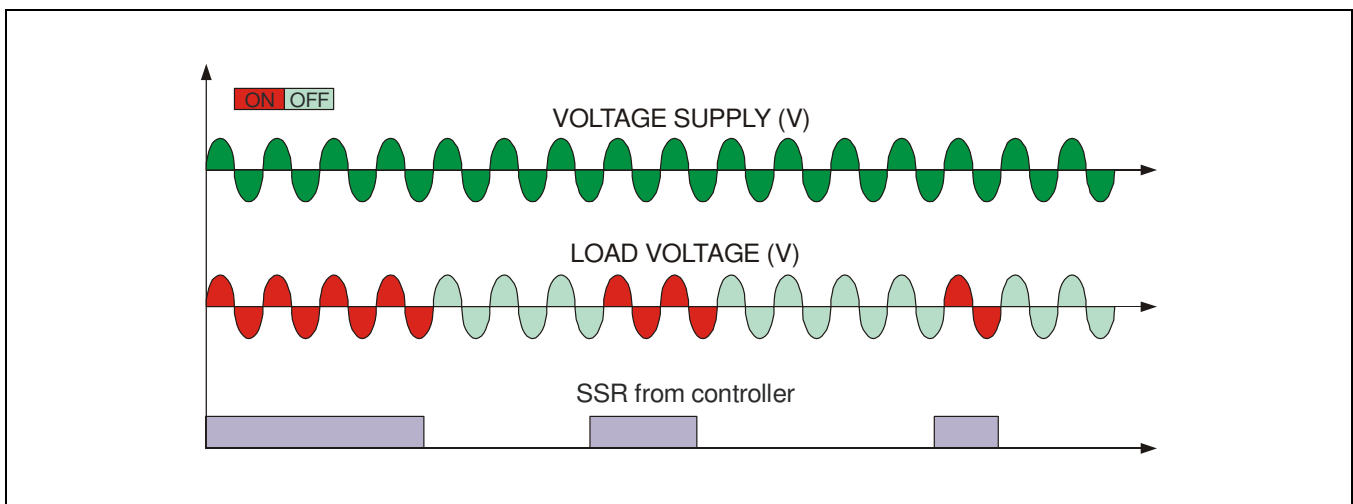 ON OFF
VOLTAGE SUPPLY (V)
LOAD VOLTAGE (V)
SSR from controller